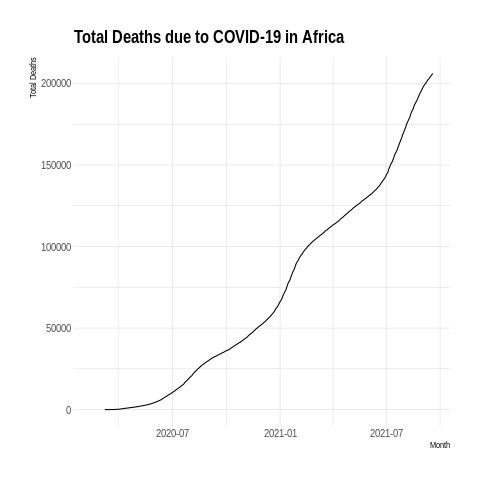 Total Deaths due to COVID-19 in Africa
Total Deaths
200000
150000
100000
50000
0
2020-07 2021-01 2021-07
Month